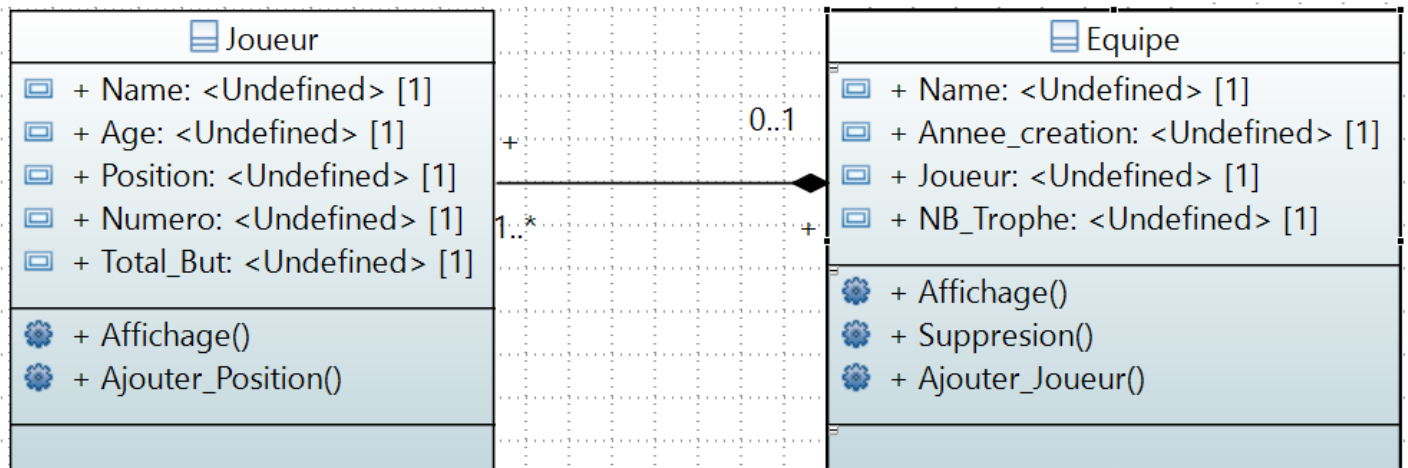 Joueur
+ Name: <Undefined> [1]
+ Age: <Undefined> [1]
+ Position: <Undefined> [1]
+ Numero: <Undefined> [1]
+ Total_But: <Undefined> [1]
+ Affichage()
+ Ajouter_Position()
+
1..*
0..1
+
Equipe
+ Name: <Undefined> [1]
+ Annee_creation: <Undefined> [1]
+ Joueur: <Undefined> [1]
+ NB_Trophe: <Undefined> [1]
+ Affichage()
+ Suppresion()
+ Ajouter_Joueur()